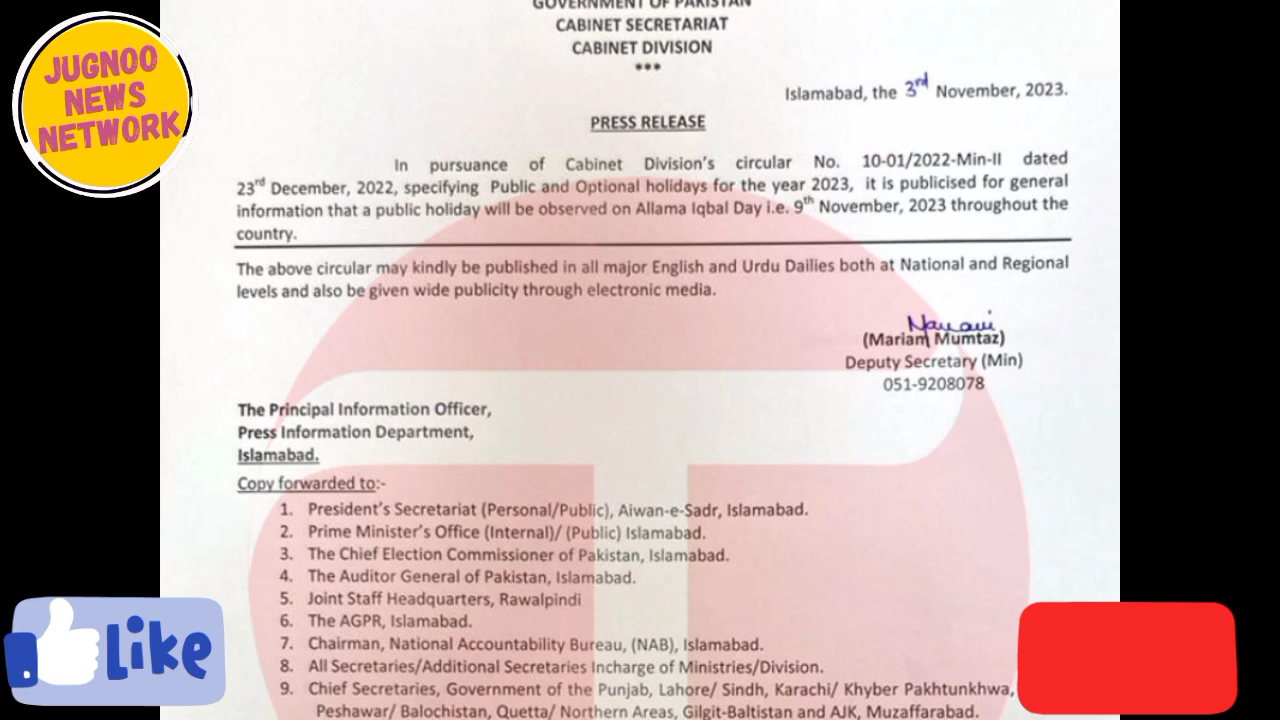 JUGNOO
NEWS
NETWORK
GOVERNMENT OF PAKISTAN
CABINET SECRETARIAT
CABINET DIVISION
***
Islamabad, the 3rd November, 2023.
PRESS RELEASE
In pursuance of Cabinet Division's circular No. 10-01/2022-Min-II dated
23rd December, 2022, specifying Public and Optional holidays for the year 2023, it is publicised for general
information that a public holiday will be observed on Allama Iqbal Day i.e. 9th November, 2023 throughout the
country.
The above circular may kindly be published in all major English and Urdu Dailies both at National and Regional
levels and also be given wide publicity through electronic media.
(Mariam Mumtaz)
Deputy Secretary (Min)
051-9208078
The Principal Information Officer,
Press Information Department,
Islamabad.
Copy forwarded to:-
1. President's Secretariat (Personal/Public), Aiwan-e-Sadr, Islamabad.
2. Prime Minister's Office (Internal)/ (Public) Islamabad.
3. The Chief Election Commissioner of Pakistan, Islamabad.
4. The Auditor General of Pakistan, Islamabad.
5. Joint Staff Headquarters, Rawalpindi
6. The AGPR, Islamabad.
7. Chairman, National Accountability Bureau, (NAB), Islamabad.
8. All Secretaries/Additional Secretaries Incharge of Ministries/Division.
9. Chief Secretaries, Government of the Punjab, Lahore/ Sindh, Karachi/ Khyber Pakhtunkhwa,
Peshawar/ Balochistan, Quetta/ Northern Areas, Gilgit-Baltistan and AJK, Muzaffarabad.
Like